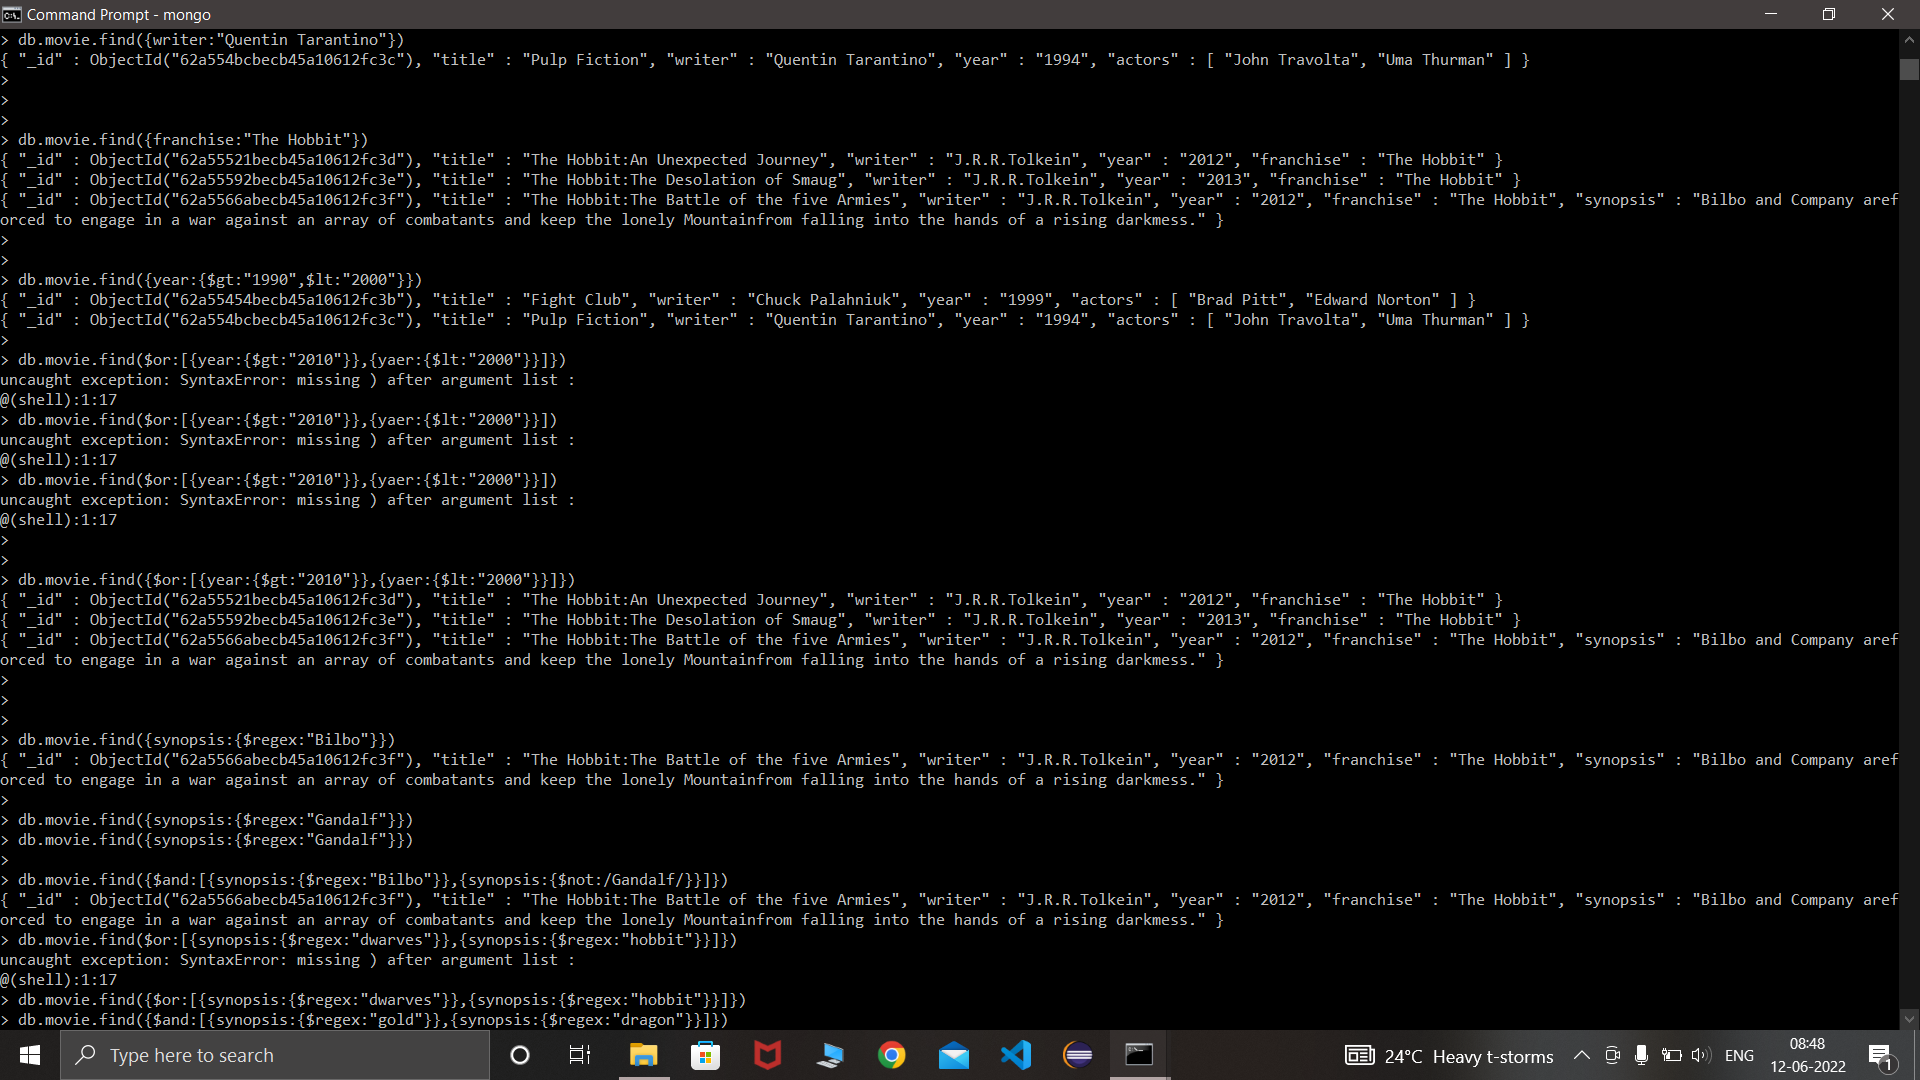 Command Prompt - mongo
> db.movie.find({writer:"Quentin Tarantino"})
{ "_id" : ObjectId("62a554bcbecb45a10612fc3c"), "title" : "Pulp Fiction", "writer" : "Quentin Tarantino", "year" : "1994", "actors" : [ "John Travolta", "Uma Thurman" ] }
>
>
>
> db.movie.find({franchise:"The Hobbit"})
{ "_id" : ObjectId("62a55521becb45a10612fc3d"), "title" : "The Hobbit:An Unexpected Journey", "writer" : "J.R.R.Tolkein", "year" : "2012", "franchise" : "The Hobbit" }
{ "_id" : ObjectId("62a55592becb45a10612fc3e"), "title" : "The Hobbit:The Desolation of Smaug", "writer" : "J.R.R.Tolkein", "year" : "2013", "franchise" : "The Hobbit" }
{ "_id" : ObjectId("62a5566abecb45a10612fc3f"), "title" : "The Hobbit:The Battle of the five Armies", "writer" : "J.R.R.Tolkein", "year" : "2012", "franchise" : "The Hobbit", "synopsis" : "Bilbo and Company aref
orced to engage in a war against an array of combatants and keep the lonely Mountainfrom falling into the hands of a rising darkmess." }
>
>
> db.movie.find({year:{$gt:"1990",$lt:"2000"}})
{ "_id" : ObjectId("62a55454becb45a10612fc3b"), "title" : "Fight Club", "writer" : "Chuck Palahniuk", "year" : "1999", "actors" : [ "Brad Pitt", "Edward Norton" ] }
{ "_id" : ObjectId("62a554bcbecb45a10612fc3c"), "title" : "Pulp Fiction", "writer" : "Quentin Tarantino", "year" : "1994", "actors" : [ "John Travolta", "Uma Thurman" ] }
>
> db.movie.find($or:[{year:{$gt:"2010"}},{yaer:{$lt:"2000"}}]})
uncaught exception: SyntaxError: missing ) after argument list :
@(shell):1:17
> db.movie.find($or:[{year:{$gt:"2010"}},{yaer:{$lt:"2000"}}])
uncaught exception: SyntaxError: missing ) after argument list :
@(shell):1:17
> db.movie.find($or:[{year:{$gt:"2010"}},{yaer:{$lt:"2000"}}])
uncaught exception: SyntaxError: missing ) after argument list :
@(shell):1:17
>
>
> db.movie.find({$or:[{year:{$gt:"2010"}},{yaer:{$lt:"2000"}}]})
{ "_id" : ObjectId("62a55521becb45a10612fc3d"), "title" : "The Hobbit:An Unexpected Journey", "writer" : "J.R.R.Tolkein", "year" : "2012", "franchise" : "The Hobbit" }
{ "_id" : ObjectId("62a55592becb45a10612fc3e"), "title" : "The Hobbit:The Desolation of Smaug", "writer" : "J.R.R.Tolkein", "year" : "2013", "franchise" : "The Hobbit" }
{ "_id" : ObjectId("62a5566abecb45a10612fc3f"), "title" : "The Hobbit:The Battle of the five Armies", "writer" : "J.R.R.Tolkein", "year" : "2012", "franchise" : "The Hobbit", "synopsis" : "Bilbo and Company aref
orced to engage in a war against an array of combatants and keep the lonely Mountainfrom falling into the hands of a rising darkmess." }
>
>
>
> db.movie.find({synopsis:{$regex:"Bilbo"}})
{ "_id" : ObjectId("62a5566abecb45a10612fc3f"), "title" : "The Hobbit:The Battle of the five Armies", "writer" : "J.R.R.Tolkein", "year" : "2012", "franchise" : "The Hobbit", "synopsis" : "Bilbo and Company aref
orced to engage in a war against an array of combatants and keep the lonely Mountainfrom falling into the hands of a rising darkmess." }
>
> db.movie.find({synopsis:{$regex:"Gandalf"}})
> db.movie.find({synopsis:{$regex:"Gandalf"}})
>
> db.movie.find({$and:[{synopsis:{$regex:"Bilbo"}},{synopsis:{$not:/Gandalf/}}]})
{ "_id" : ObjectId("62a5566abecb45a10612fc3f"), "title" : "The Hobbit:The Battle of the five Armies", "writer" : "J.R.R.Tolkein", "year" : "2012", "franchise" : "The Hobbit", "synopsis" : "Bilbo and Company aref
orced to engage in a war against an array of combatants and keep the lonely Mountainfrom falling into the hands of a rising darkmess." }
> db.movie.find($or:[{synopsis:{$regex:"dwarves"}},{synopsis:{$regex:"hobbit"}}]})
uncaught exception: SyntaxError: missing ) after argument list :
@(shell):1:17
> db.movie.find({$or:[{synopsis:{$regex:"dwarves"}},{synopsis:{$regex:"hobbit"}}]})
> db.movie.find({$and:[{synopsis:{$regex:"gold"}},{synopsis:{$regex:"dragon"}}]})
Type here to search
24°C Heavy t-storms
ENG
08:48
12-06-2022
1